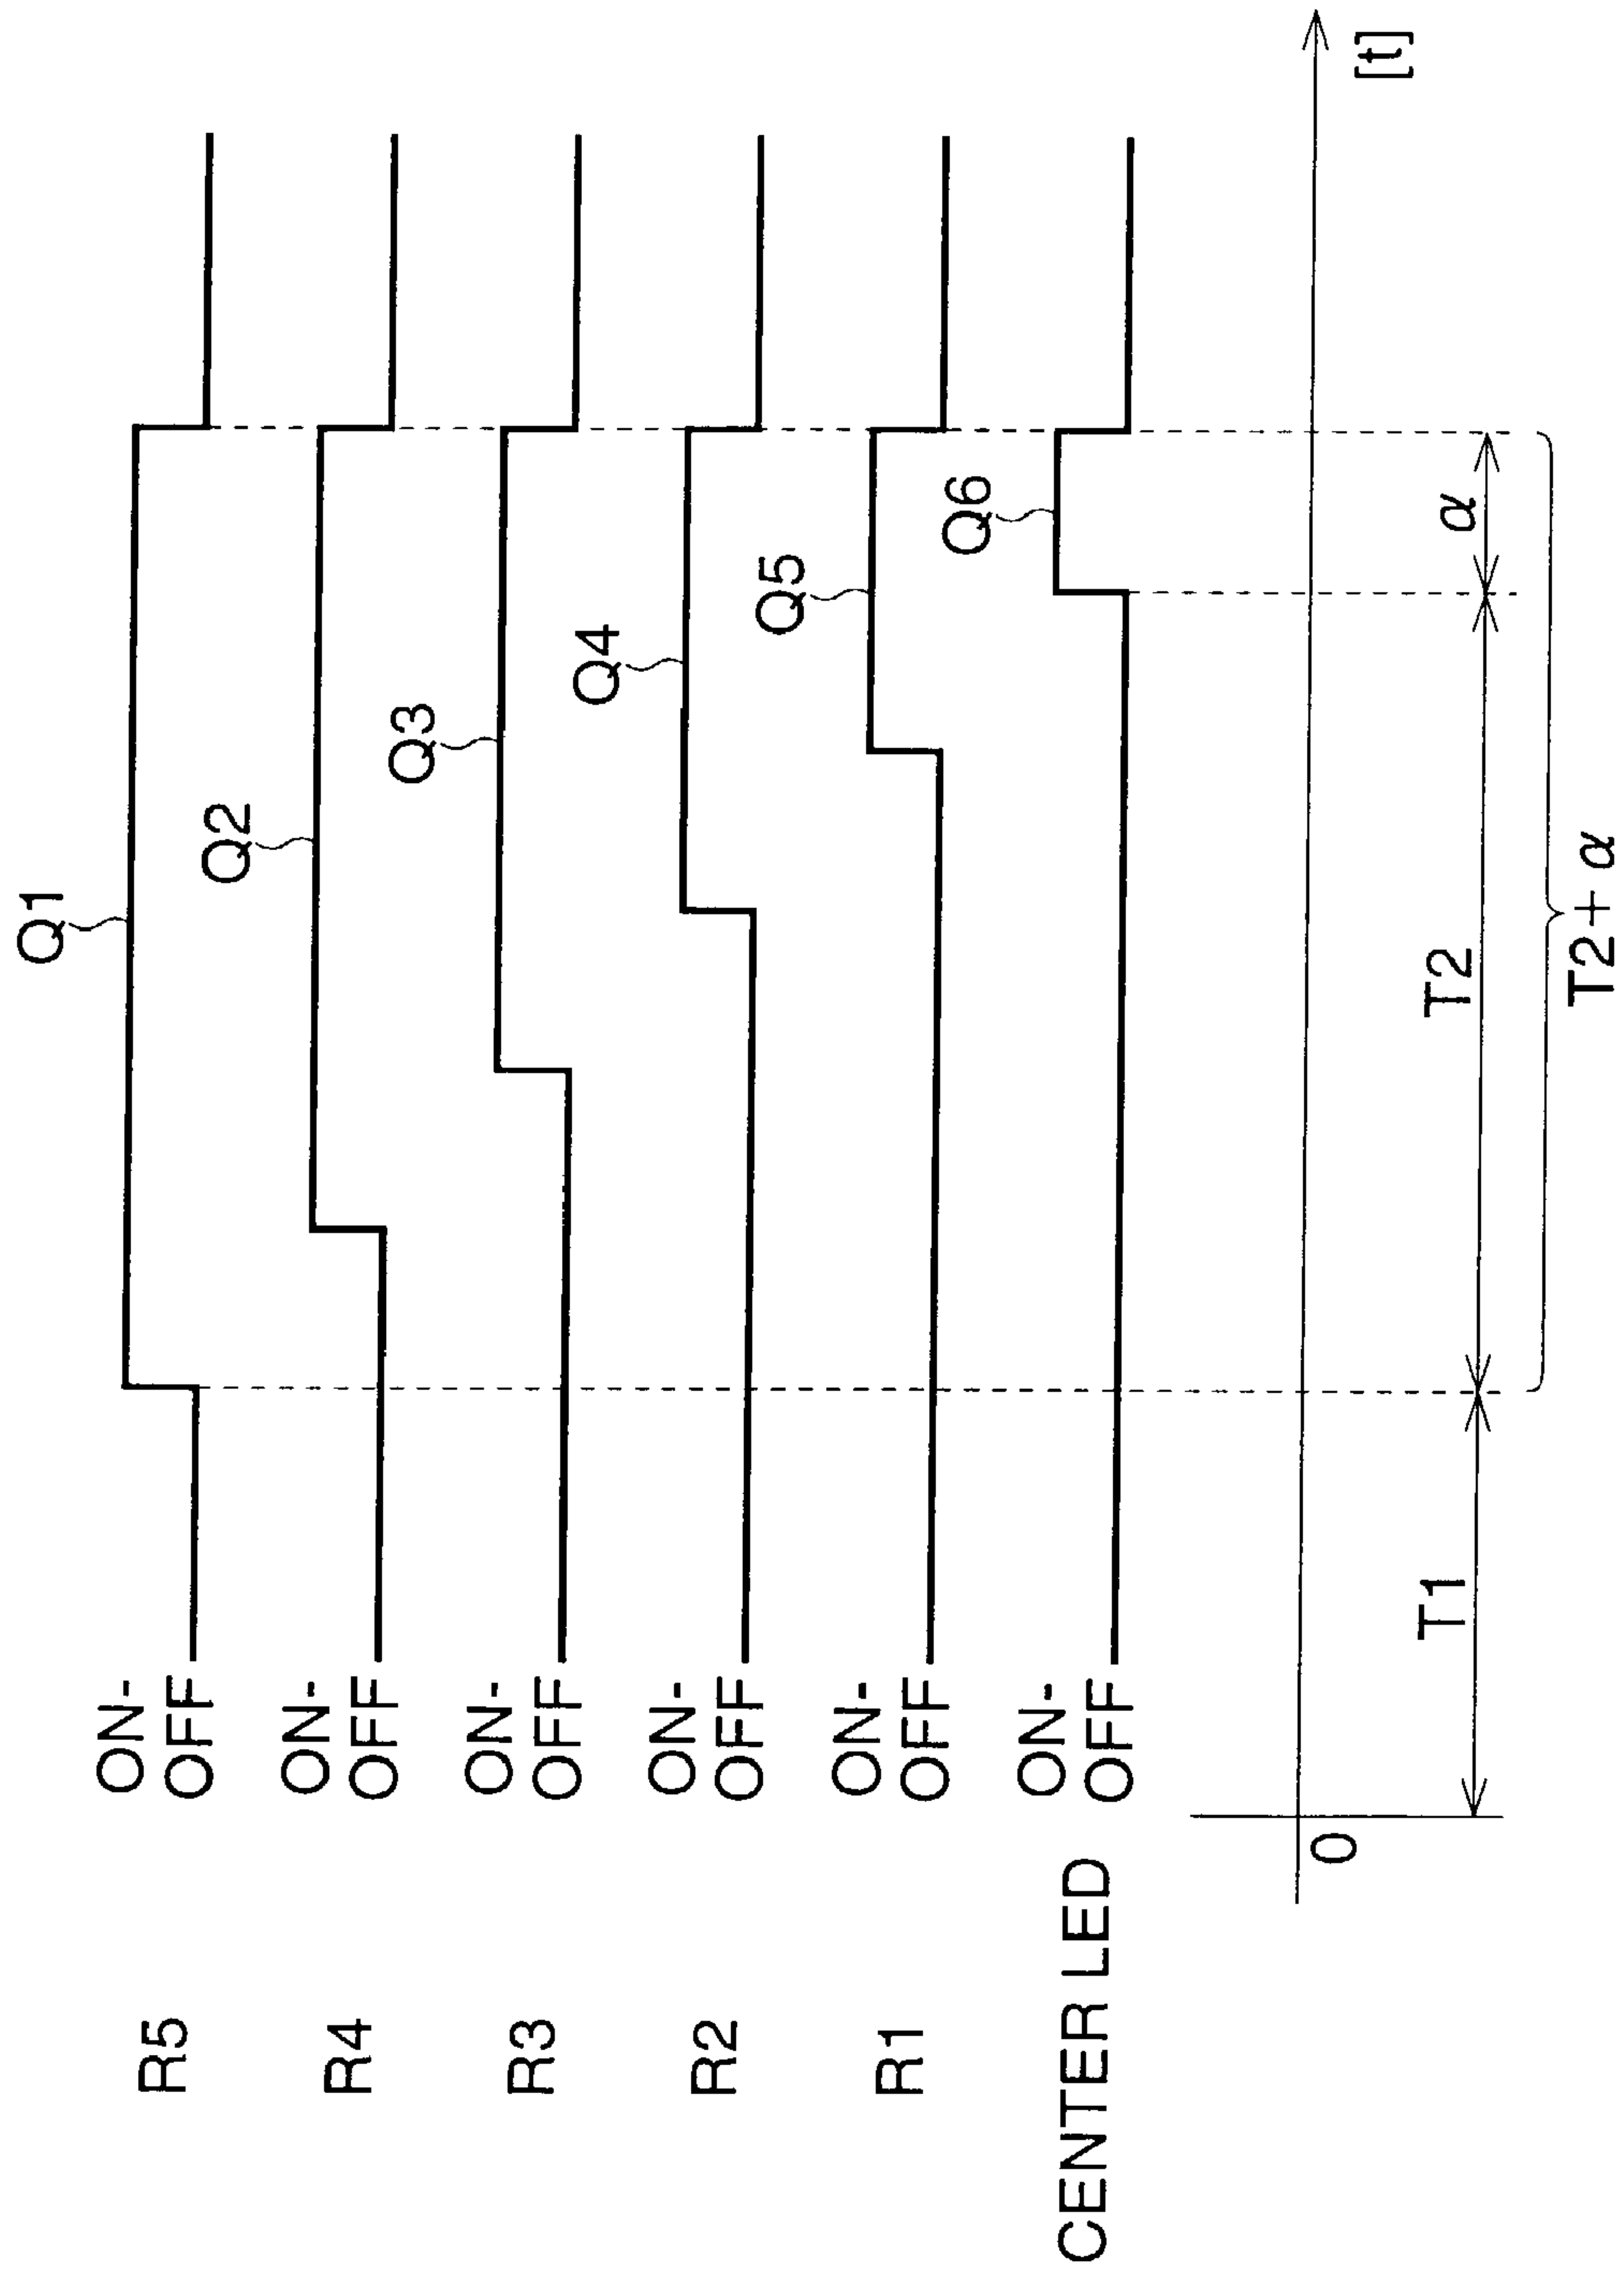 Q1
R5
ON-
OFF
Q2
R4
ON-
OFF
Q3
R3
ON-
OFF
Q4
R2
ON-
OFF
Q5
R1
ON-
OFF
Q6
CENTER LED
ON-
OFF
0
[t]
T1
T2
α
T2+α